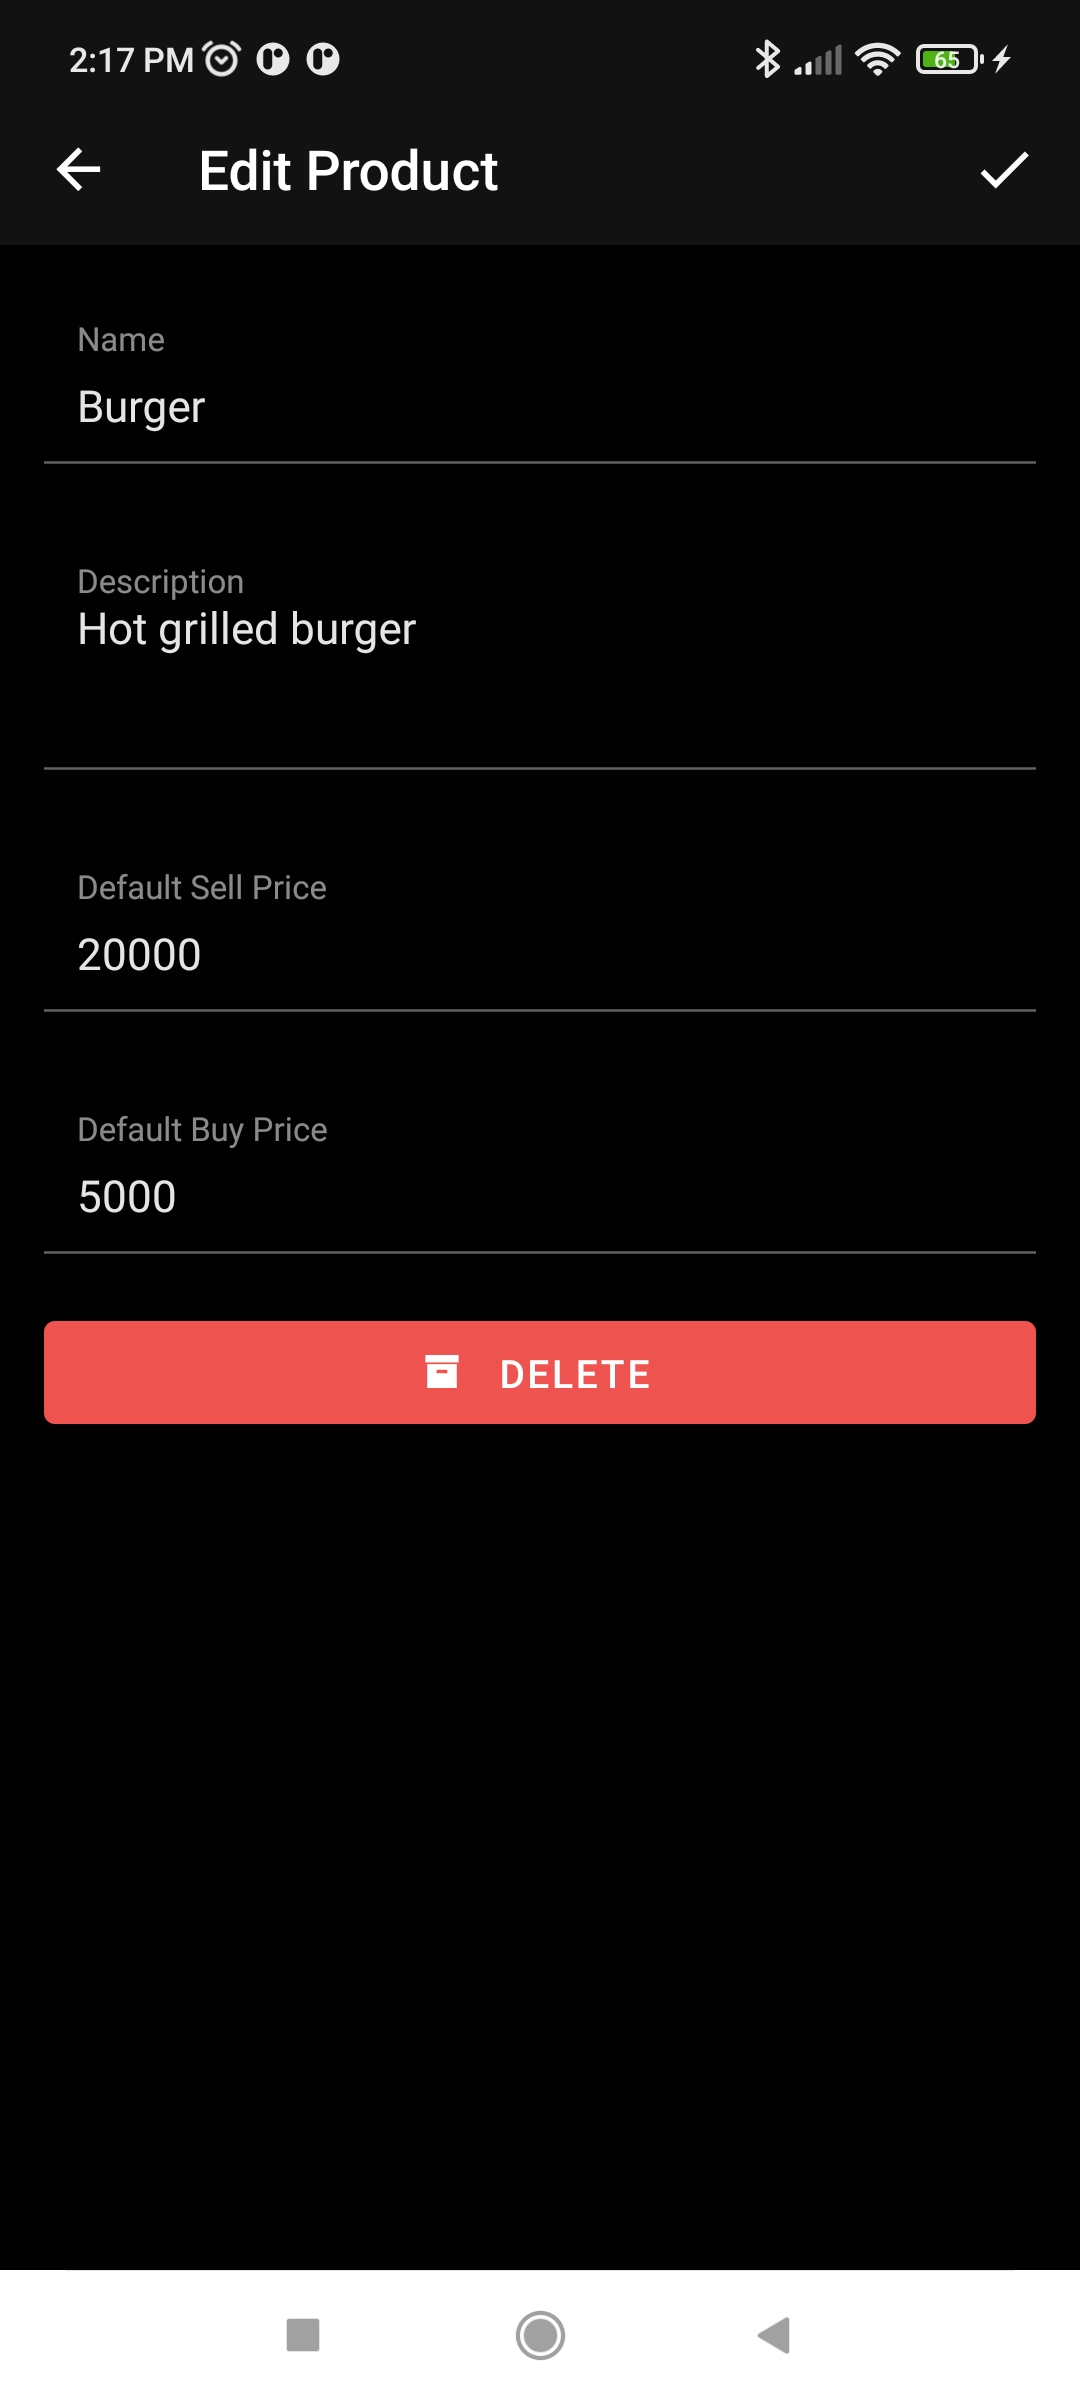 2:17 PM
65
Edit Product
Name
Burger
Description
Hot grilled burger
Default Sell Price
20000
Default Buy Price
5000
DELETE